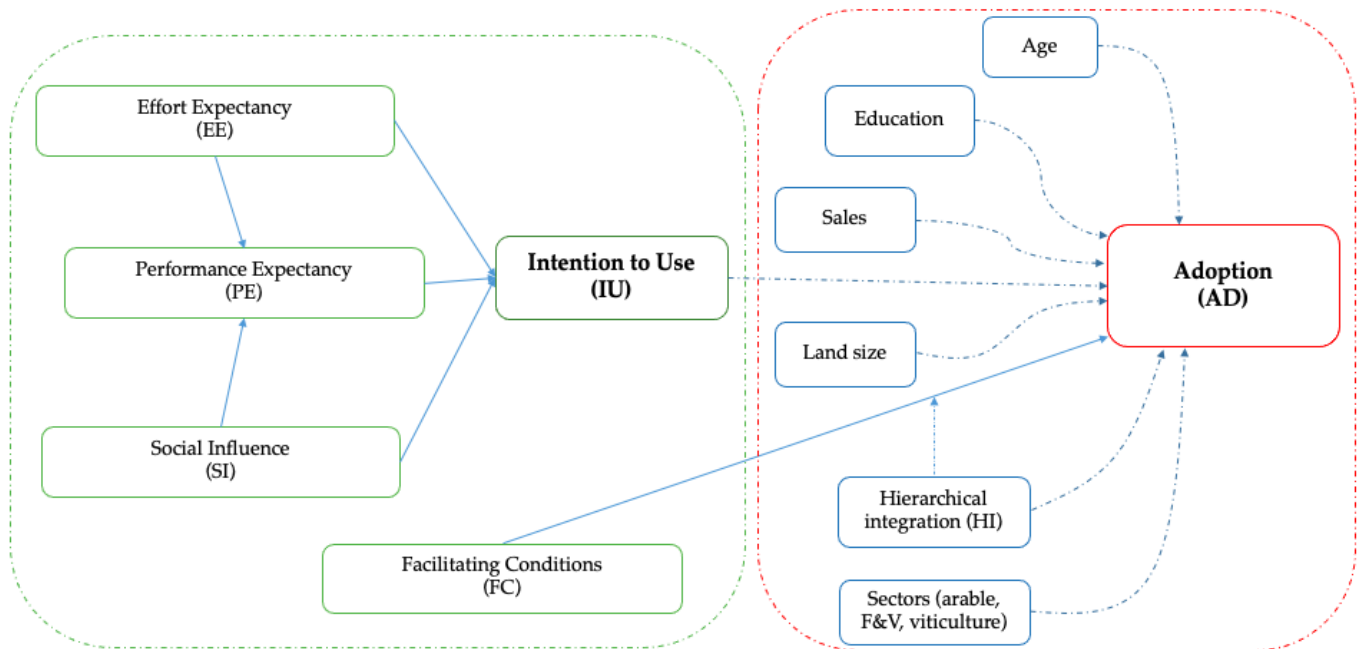 Effort Expectancy
(EE)
Performance Expectancy
(PE)
Social Influence
(SI)
Facilitating Conditions
(FC)
Intention to Use
(IU)
Age
Education
Sales
Land size
Hierarchical
integration (HI)
Sectors (arable,
F&V, viticulture)
Adoption
(AD)